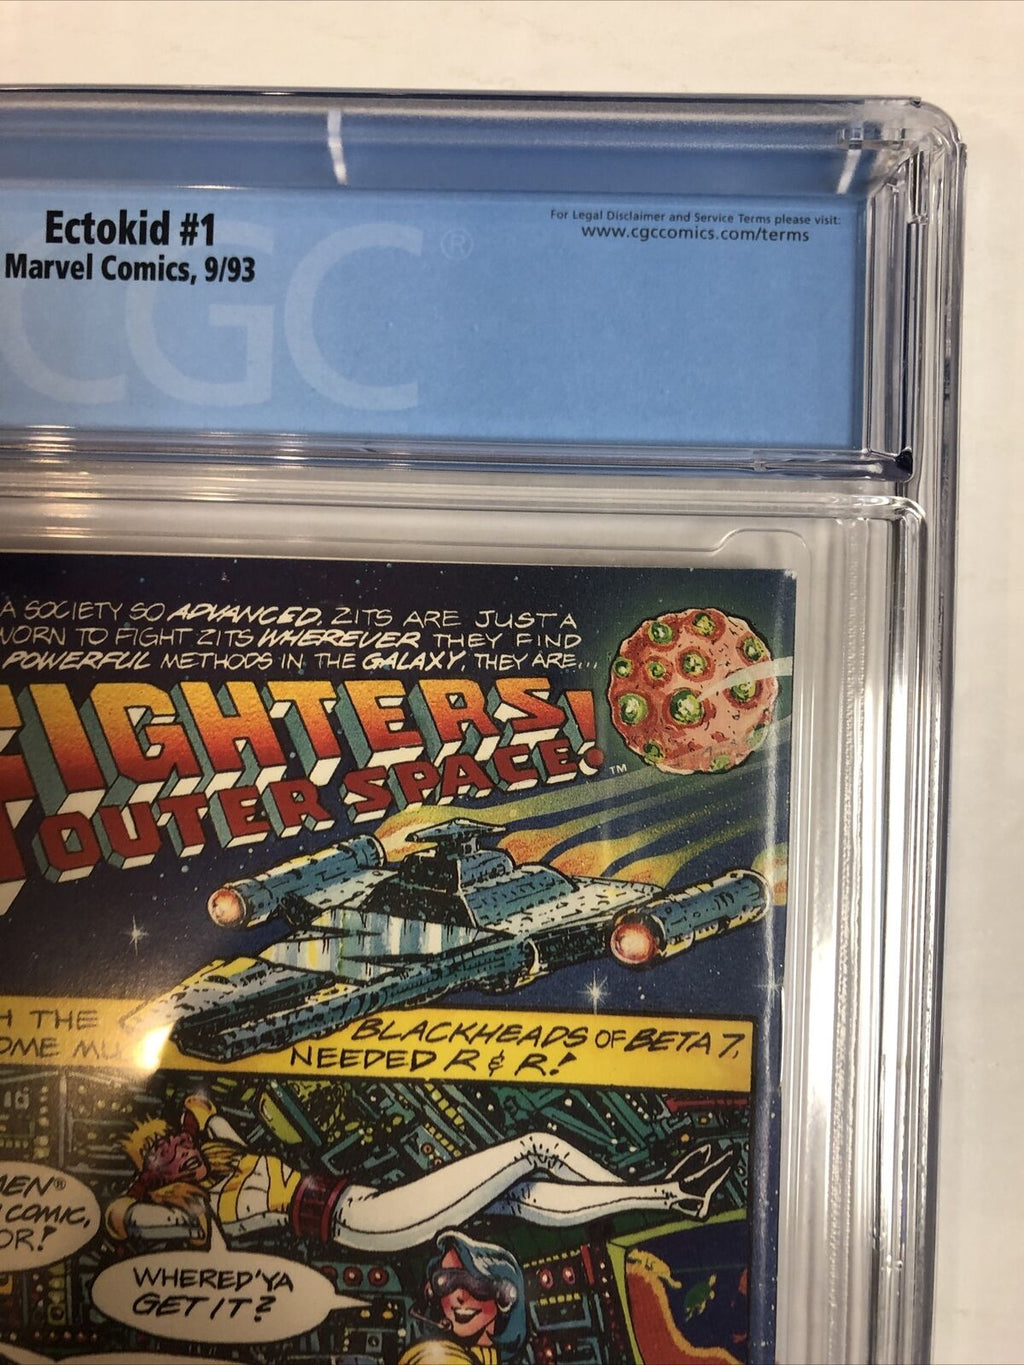 CGC®
Ectokid #1
Marvel Comics, 9/93
For Legal Disclaimer and Service Terms please visit:
www.cgccomics.com/terms
A SOCIETY SO ADVANCED, ZITS ARE JUST A
WORN TO FIGHT ZITS WHEREVER THEY FIND
POWERFUL METHODS IN THE GALAXY, THEY ARE...
FIGHTERS
OUTER SPACE!™
H THE
OME MU
BLACKHEADS OF BETA 7,
NEEDED R & R!
MEN®
COMIC,
OR!
WHERED'YA
GET IT?